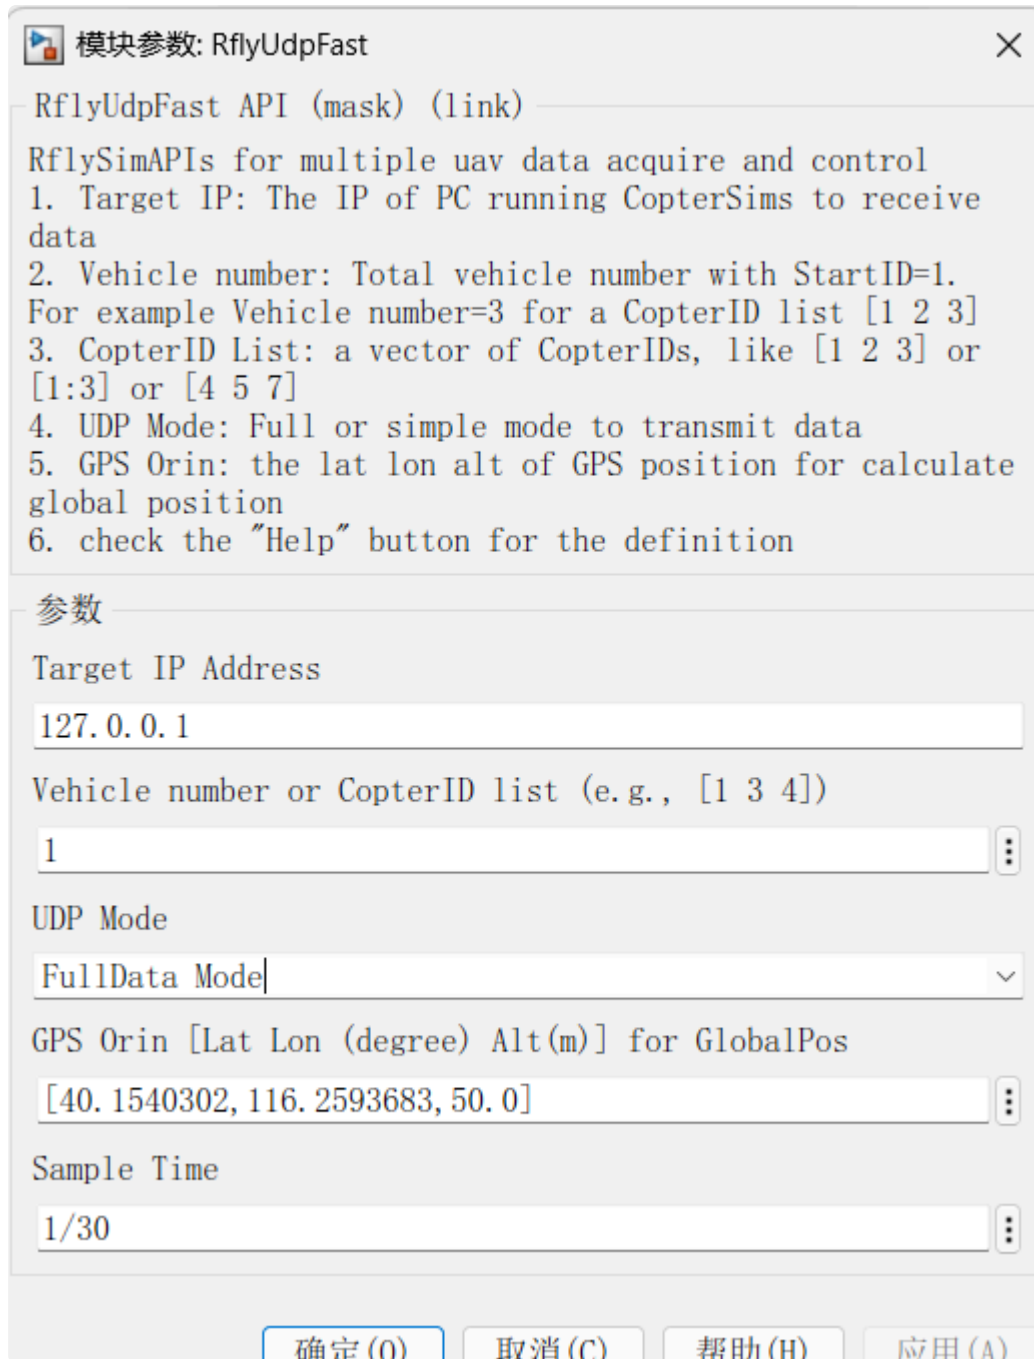 模块参数: RflyUdpFast
RflyUdpFast API (mask) (link)
RflySimAPIs for multiple uav data acquire and control
1. Target IP: The IP of PC running CopterSims to receive
data
2. Vehicle number: Total vehicle number with StartID=1.
For example Vehicle number=3 for a CopterID list [1 2 3]
3. CopterID List: a vector of CopterIDs, like [1 2 3] or
[1:3] or [4 5 7]
4. UDP Mode: Full or simple mode to transmit data
5. GPS Orin: the lat lon alt of GPS position for calculate
global position
6. check the "Help" button for the definition
参数
Target IP Address
127.0.0.1
Vehicle number or CopterID list (e.g., [1 3 4])
1
UDP Mode
FullData Mode
GPS Orin [Lat Lon (degree) Alt(m)] for GlobalPos
[40.1540302,116.2593683,50.0]
Sample Time
1/30
确定(O) 取消(C) 帮助(H) 应用(A)